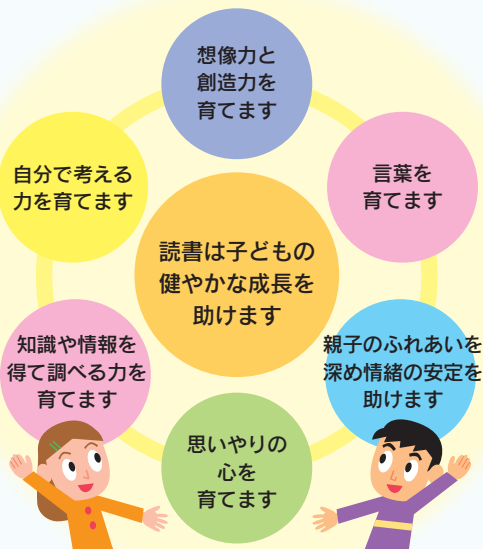 想像力と
創造力を
育てます
言葉を
育てます
親子のふれあいを
深め情緒の安定を
助けます
思いやりの
心を
育てます
知識や情報を
得て調べる力を
育てます
自分で考える
力を育てます
読書は子どもの
健やかな成長を
助けます